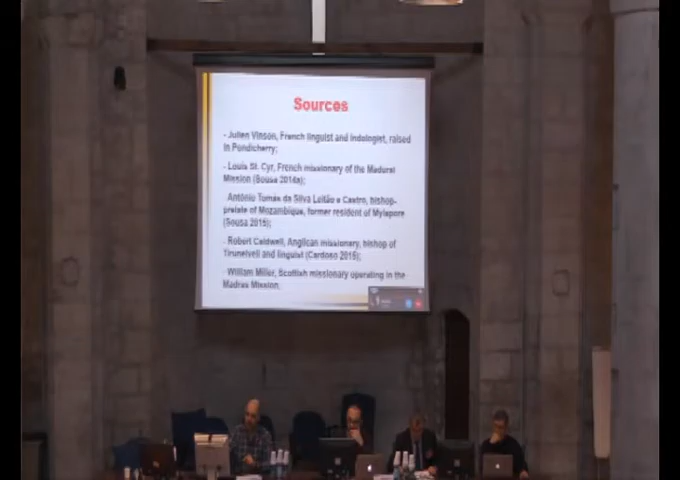 Sources
- Julien Vinson, French linguist and Indologist, raised
in Pondicherry;
- Louis St. Cyr, French missionary of the Madurai
Mission (Sousa 2014a);
António Tomás da Silva Leitão e Castro, bishop-
prelate of Mozambique, former resident of Mylapore
(Sousa 2015);
- Robert Caldwell, Anglican missionary, bishop of
Tirunelveli and linguist (Cardoso 2015);
- William Miller, Scottish missionary operating in the
Madras Mission.